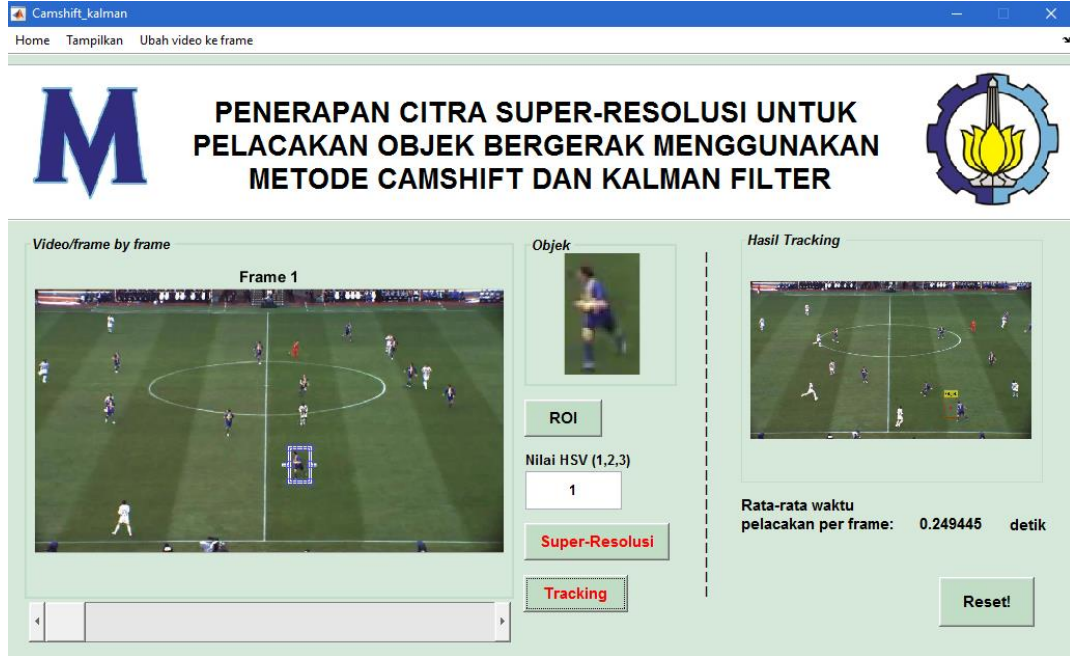 Camshift_kalman
Home Tampilkan Ubah video ke frame
M
PENERAPAN CITRA SUPER-RESOLUSI UNTUK
PELACAKAN OBJEK BERGERAK MENGGUNAKAN
METODE CAMSHIFT DAN KALMAN FILTER
Video/frame by frame
Frame 1
Objek
ROI
Nilai HSV (1,2,3)
1
Super-Resolusi
Tracking
Hasil Tracking
Rata-rata waktu
pelacakan per frame: 0.249445 detik
Reset!